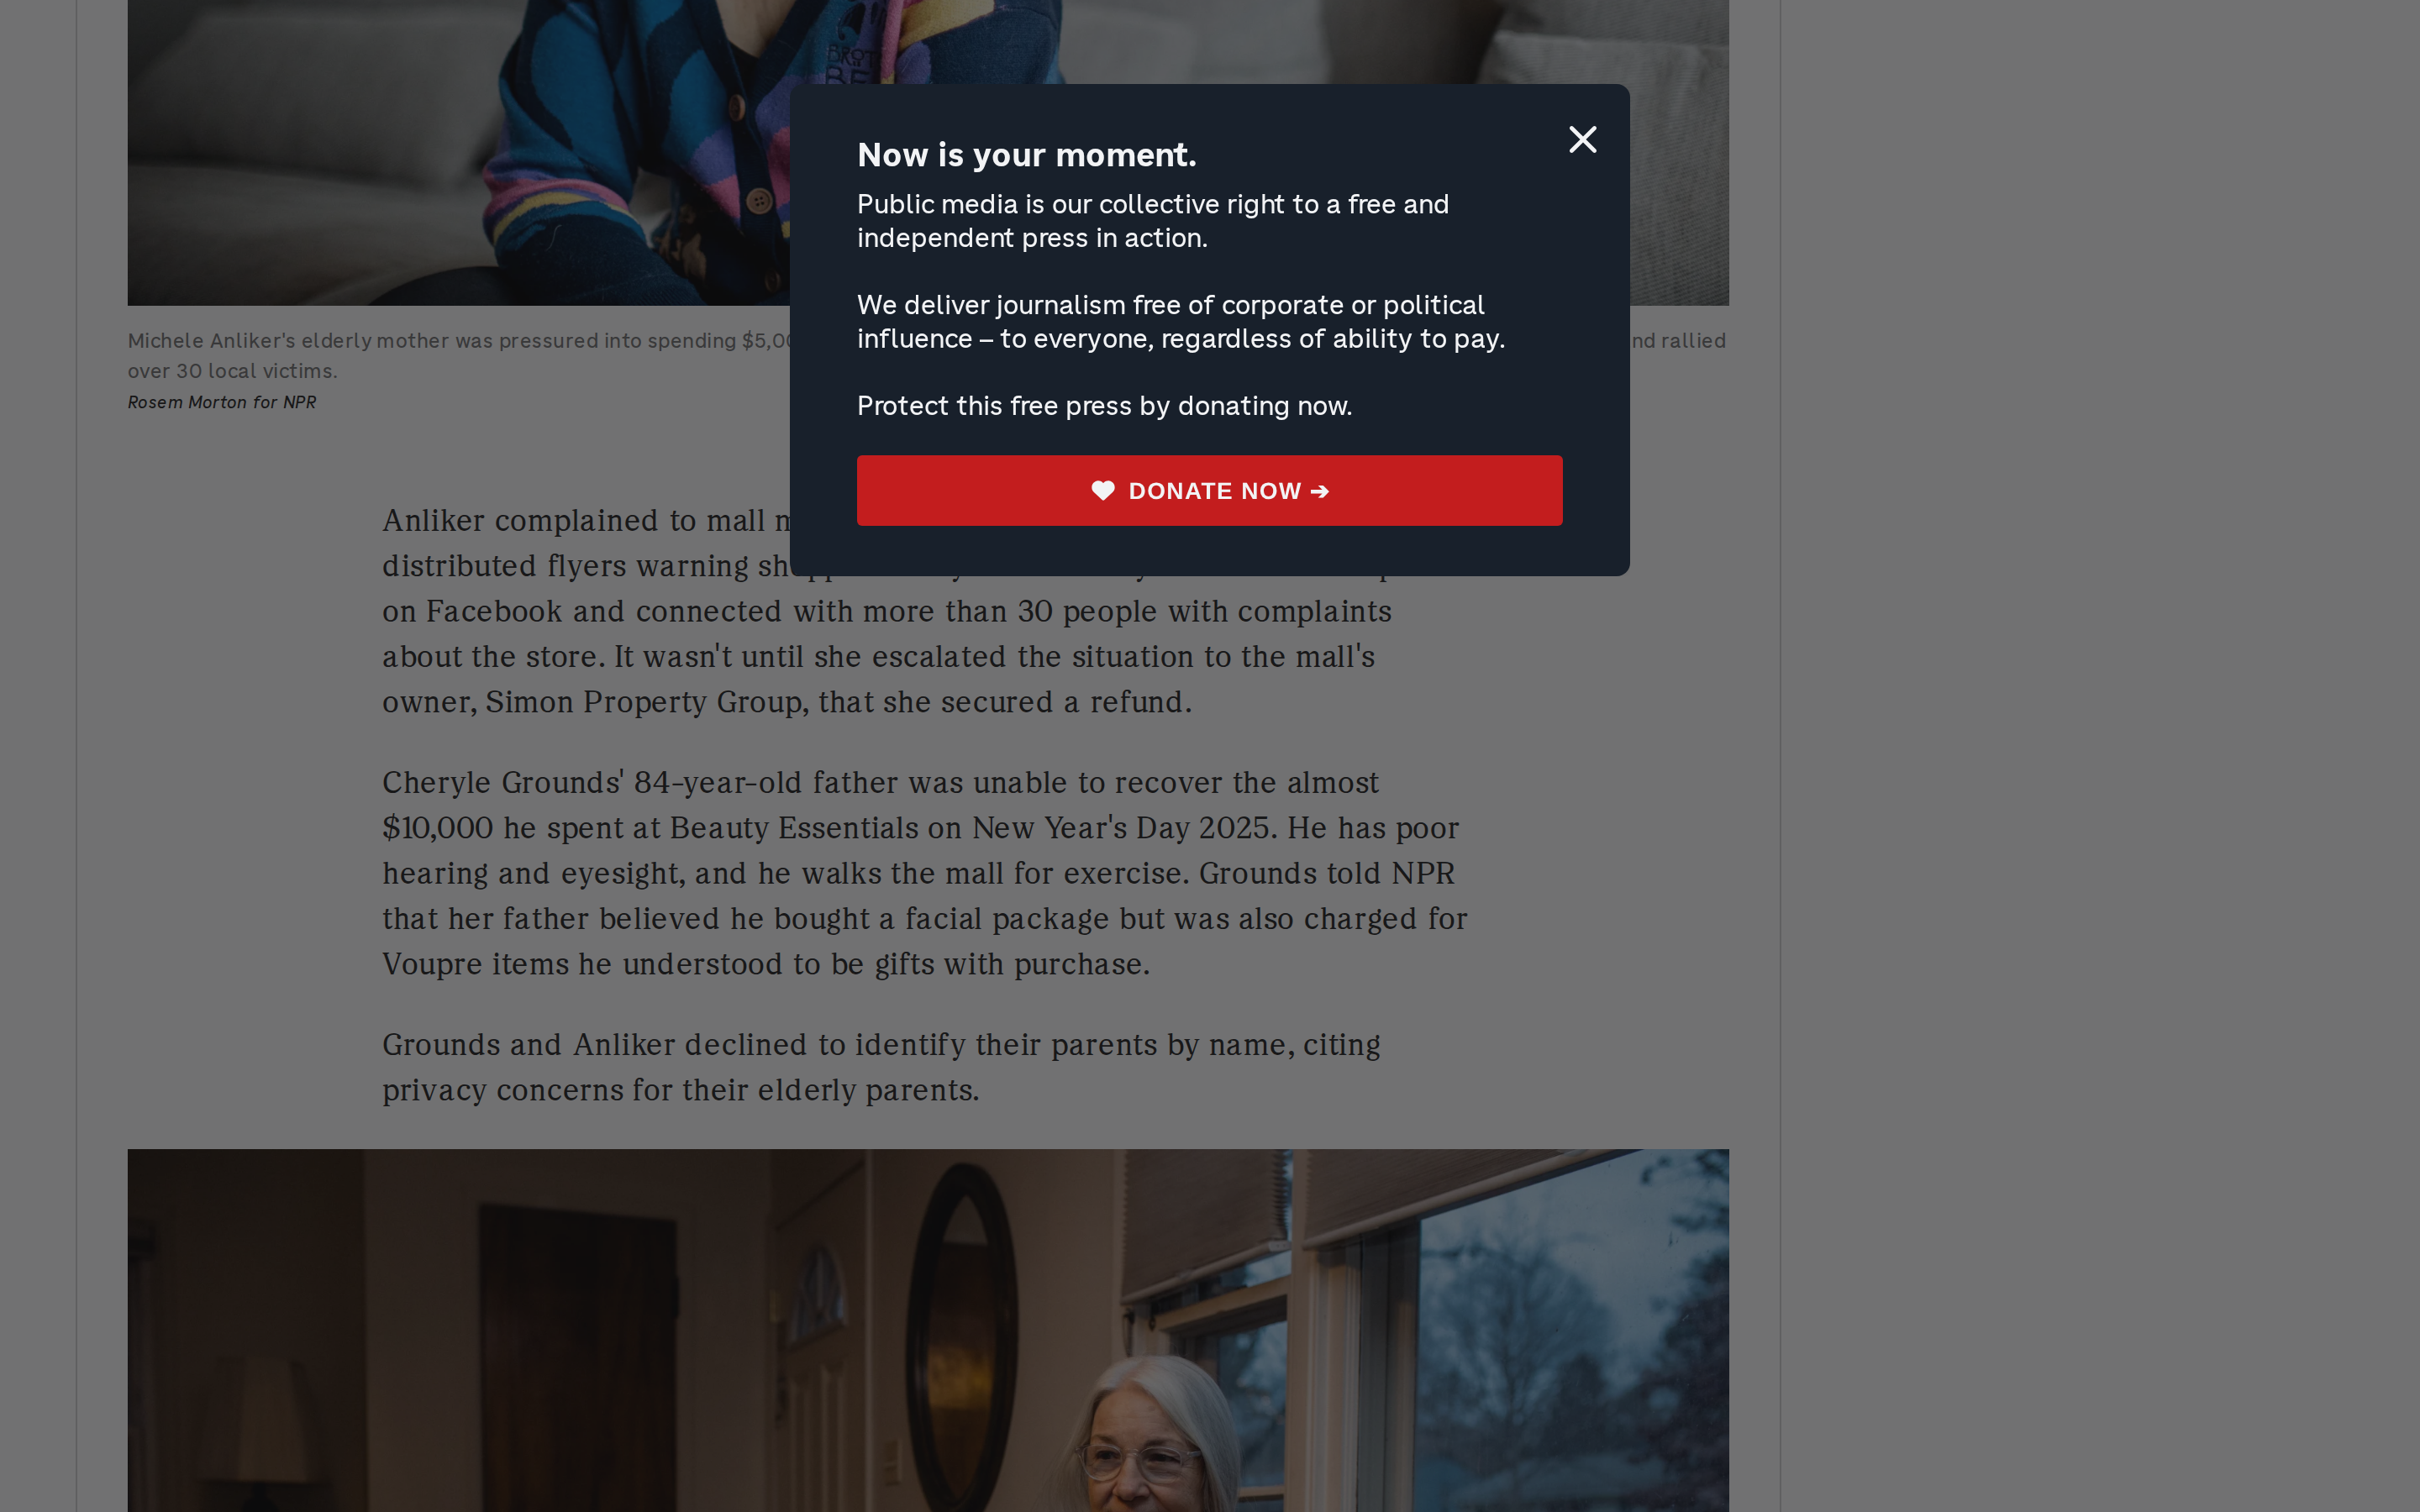 BE
Now is your moment.
Public media is our collective right to a free and
independent press in action.
We deliver journalism free of corporate or political
influence – to everyone, regardless of ability to pay.
Protect this free press by donating now.
DONATE NOW ➔
Michele Anliker's elderly mother was pressured into spending
nd rallied
over 30 local victims.
Rosem Morton for NPR
Anliker complained to mall
distributed flyers warning
on Facebook and connected with more than 30 people with complaints
about the store. It wasn't until she escalated the situation to the mall's
owner, Simon Property Group, that she secured a refund.
Cheryle Grounds' 84-year-old father was unable to recover the almost
$10,000 he spent at Beauty Essentials on New Year's Day 2025. He has poor
hearing and eyesight, and he walks the mall for exercise. Grounds told NPR
that her father believed he bought a facial package but was also charged for
Voupre items he understood to be gifts with purchase.
Grounds and Anliker declined to identify their parents by name, citing
privacy concerns for their elderly parents.